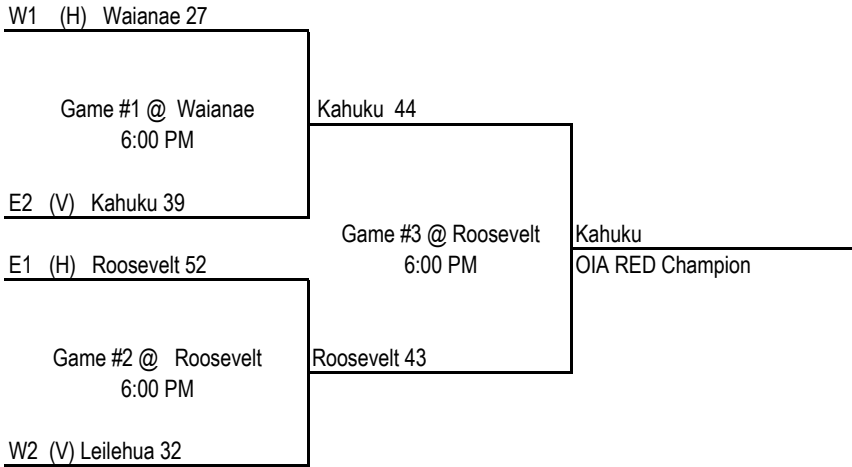 W1 (H) Waianae 27
Game #1 @ Waianae
6:00 PM
Kahuku 44
E2 (V) Kahuku 39
Game #3 @ Roosevelt
6:00 PM
Kahuku
OIA RED Champion
E1 (H) Roosevelt 52
Game #2 @ Roosevelt
6:00 PM
Roosevelt 43
W2 (V) Leilehua 32